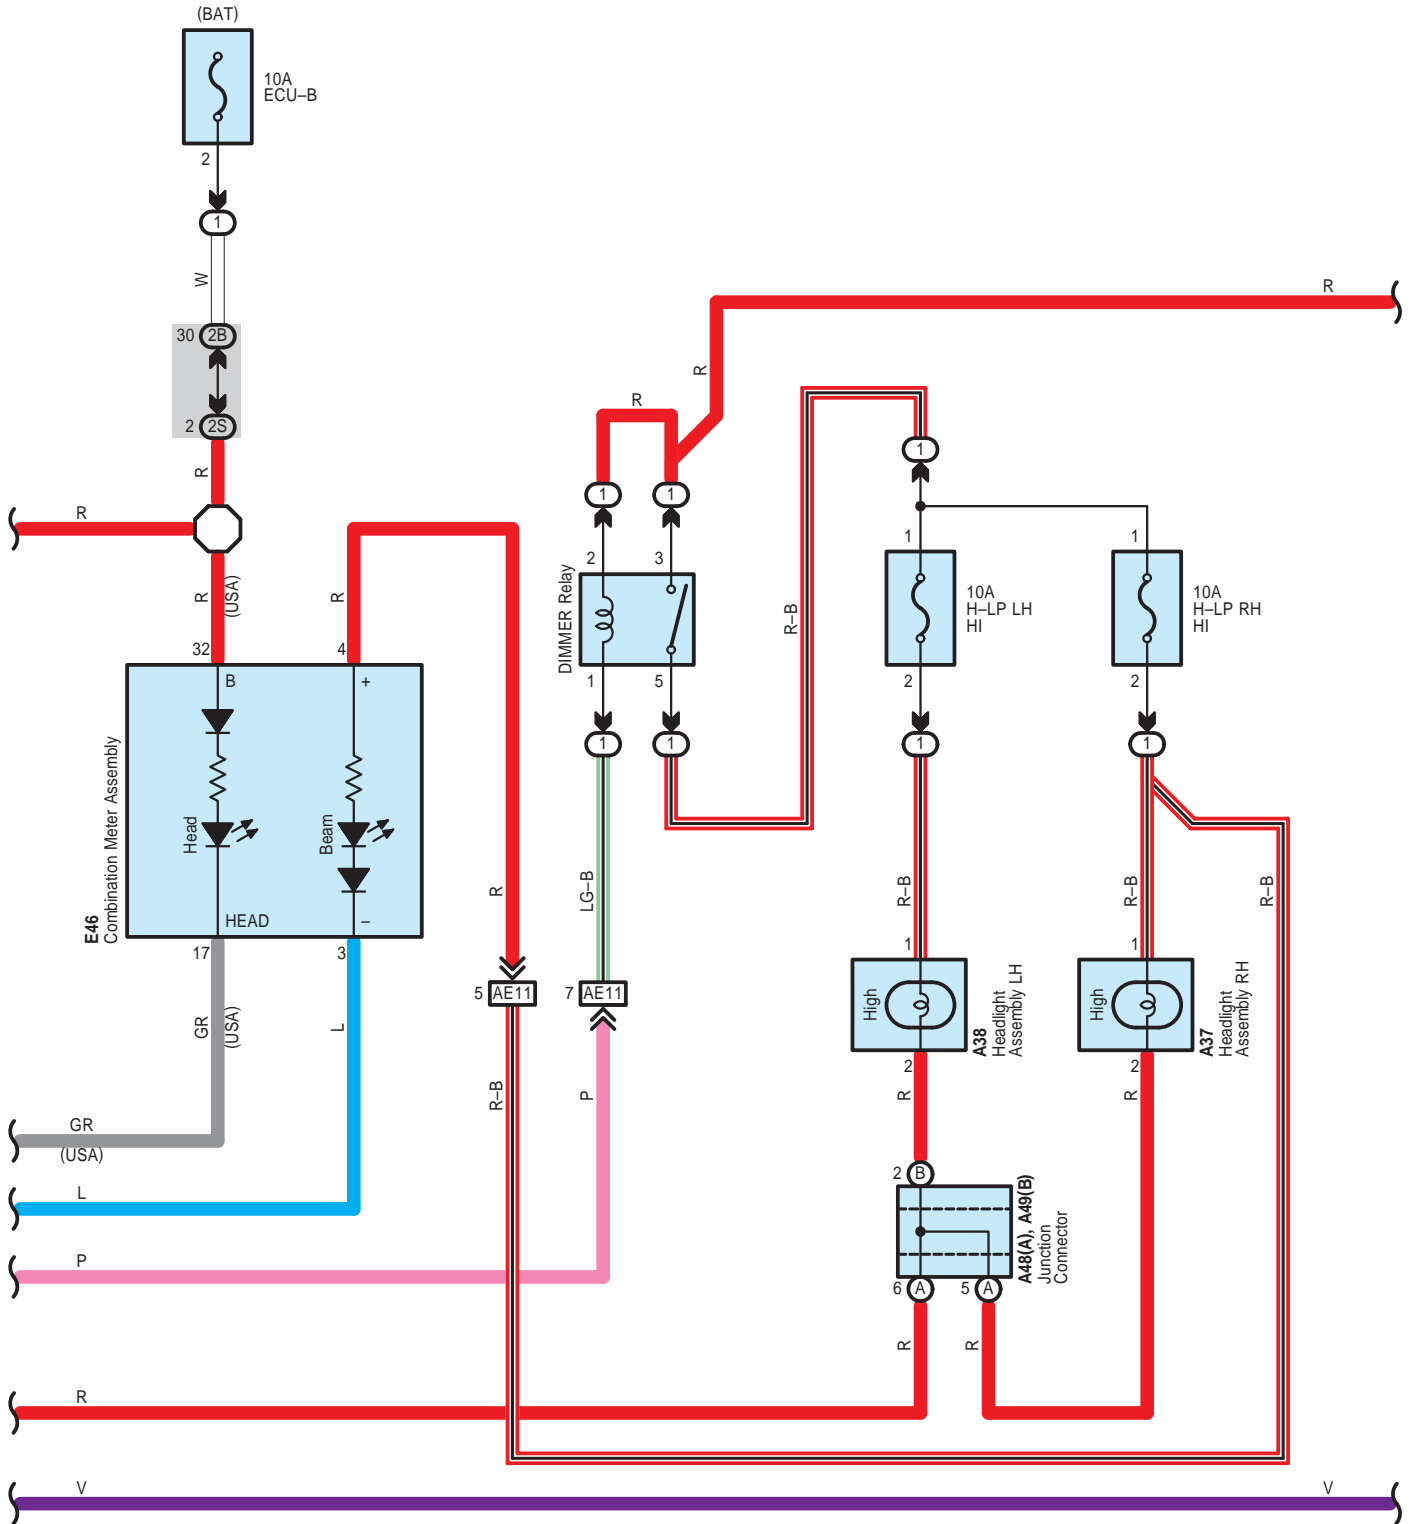 (BAT)
10A
ECU–B
2
1
W
30 2B
2 2S
R
R
R
R
R
R
(USA)
R
R–B
1
1
1
1
1
2
3
DIMMER Relay
10A
H–LP LH
HI
10A
H–LP RH
HI
32
4
B
+
1
5
2
2
1
1
1
1
E46
Combination Meter Assembly
Head
Beam
HEAD
–
R
LG–B
R–B
R–B
R–B
17
3
1
1
5 AE11
7 AE11
High
A38
Headlight
Assembly LH
High
A37
Headlight
Assembly RH
GR
(USA)
L
R–B
P
2
2
R
R
GR
(USA)
2 B
L
A48(A), A49(B)
Junction
Connector
P
6 A
5 A
R
R
R
V
V